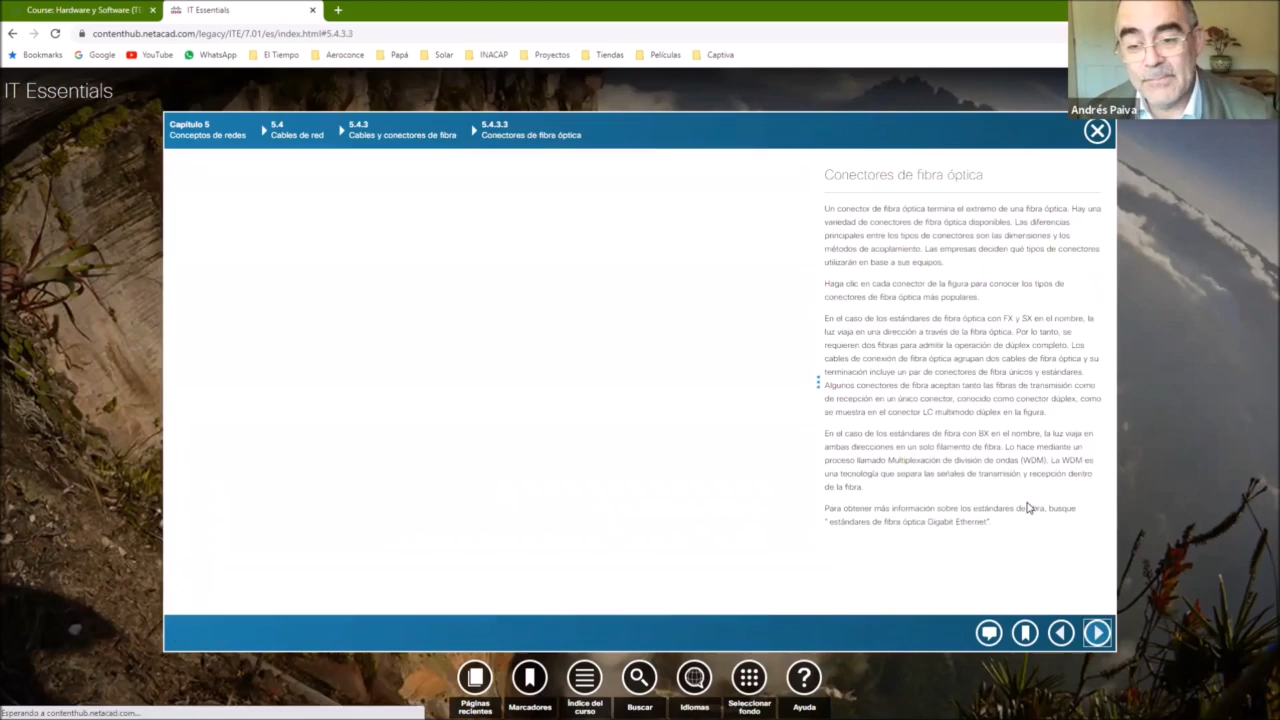 Course: Hardware y Software (TI
IT Essentials
contenthub.netacad.com/legacy/ITE/7.01/es/index.html#5.4.3.3
Bookmarks
Google
YouTube
WhatsApp
El Tiempo
Aeroconce
Papá
Solar
INACAP
Proyectos
Tiendas
Películas
Captiva
Andrés Paiva
IT Essentials
Capítulo 5
Conceptos de redes
5.4
Cables de red
5.4.3
Cables y conectores de fibra
5.4.3.3
Conectores de fibra óptica
Conectores de fibra óptica
Un conector de fibra óptica termina el extremo de una fibra óptica. Hay una
variedad de conectores de fibra óptica disponibles. Las diferencias
principales entre los tipos de conectores son las dimensiones y los
métodos de acoplamiento. Las empresas deciden qué tipos de conectores
utilizarán en base a sus equipos.
Haga clic en cada conector de la figura para conocer los tipos de
conectores de fibra óptica más populares.
En el caso de los estándares de fibra óptica con FX y SX en el nombre, la
luz viaja en una dirección a través de la fibra óptica. Por lo tanto, se
requieren dos fibras para admitir la operación de dúplex completo. Los
cables de conexión de fibra óptica agrupan dos cables de fibra óptica y su
terminación incluye un par de conectores de fibra únicos y estándares.
Algunos conectores de fibra aceptan tanto las fibras de transmisión como
de recepción en un único conector, conocido como conector dúplex, como
se muestra en el conector LC multimodo dúplex en la figura.
En el caso de los estándares de fibra con BX en el nombre, la luz viaja en
ambas direcciones en un solo filamento de fibra. Lo hace mediante un
proceso llamado Multiplexación de división de ondas (WDM). La WDM es
una tecnología que separa las señales de transmisión y recepción dentro
de la fibra.
Para obtener más información sobre los estándares de fibra, busque
" estándares de fibra óptica Gigabit Ethernet".
Páginas
recientes
Marcadores
Índice del
curso
Buscar
Idiomas
Seleccionar
fondo
Ayuda
Esperando a contenthub.netacad.com...